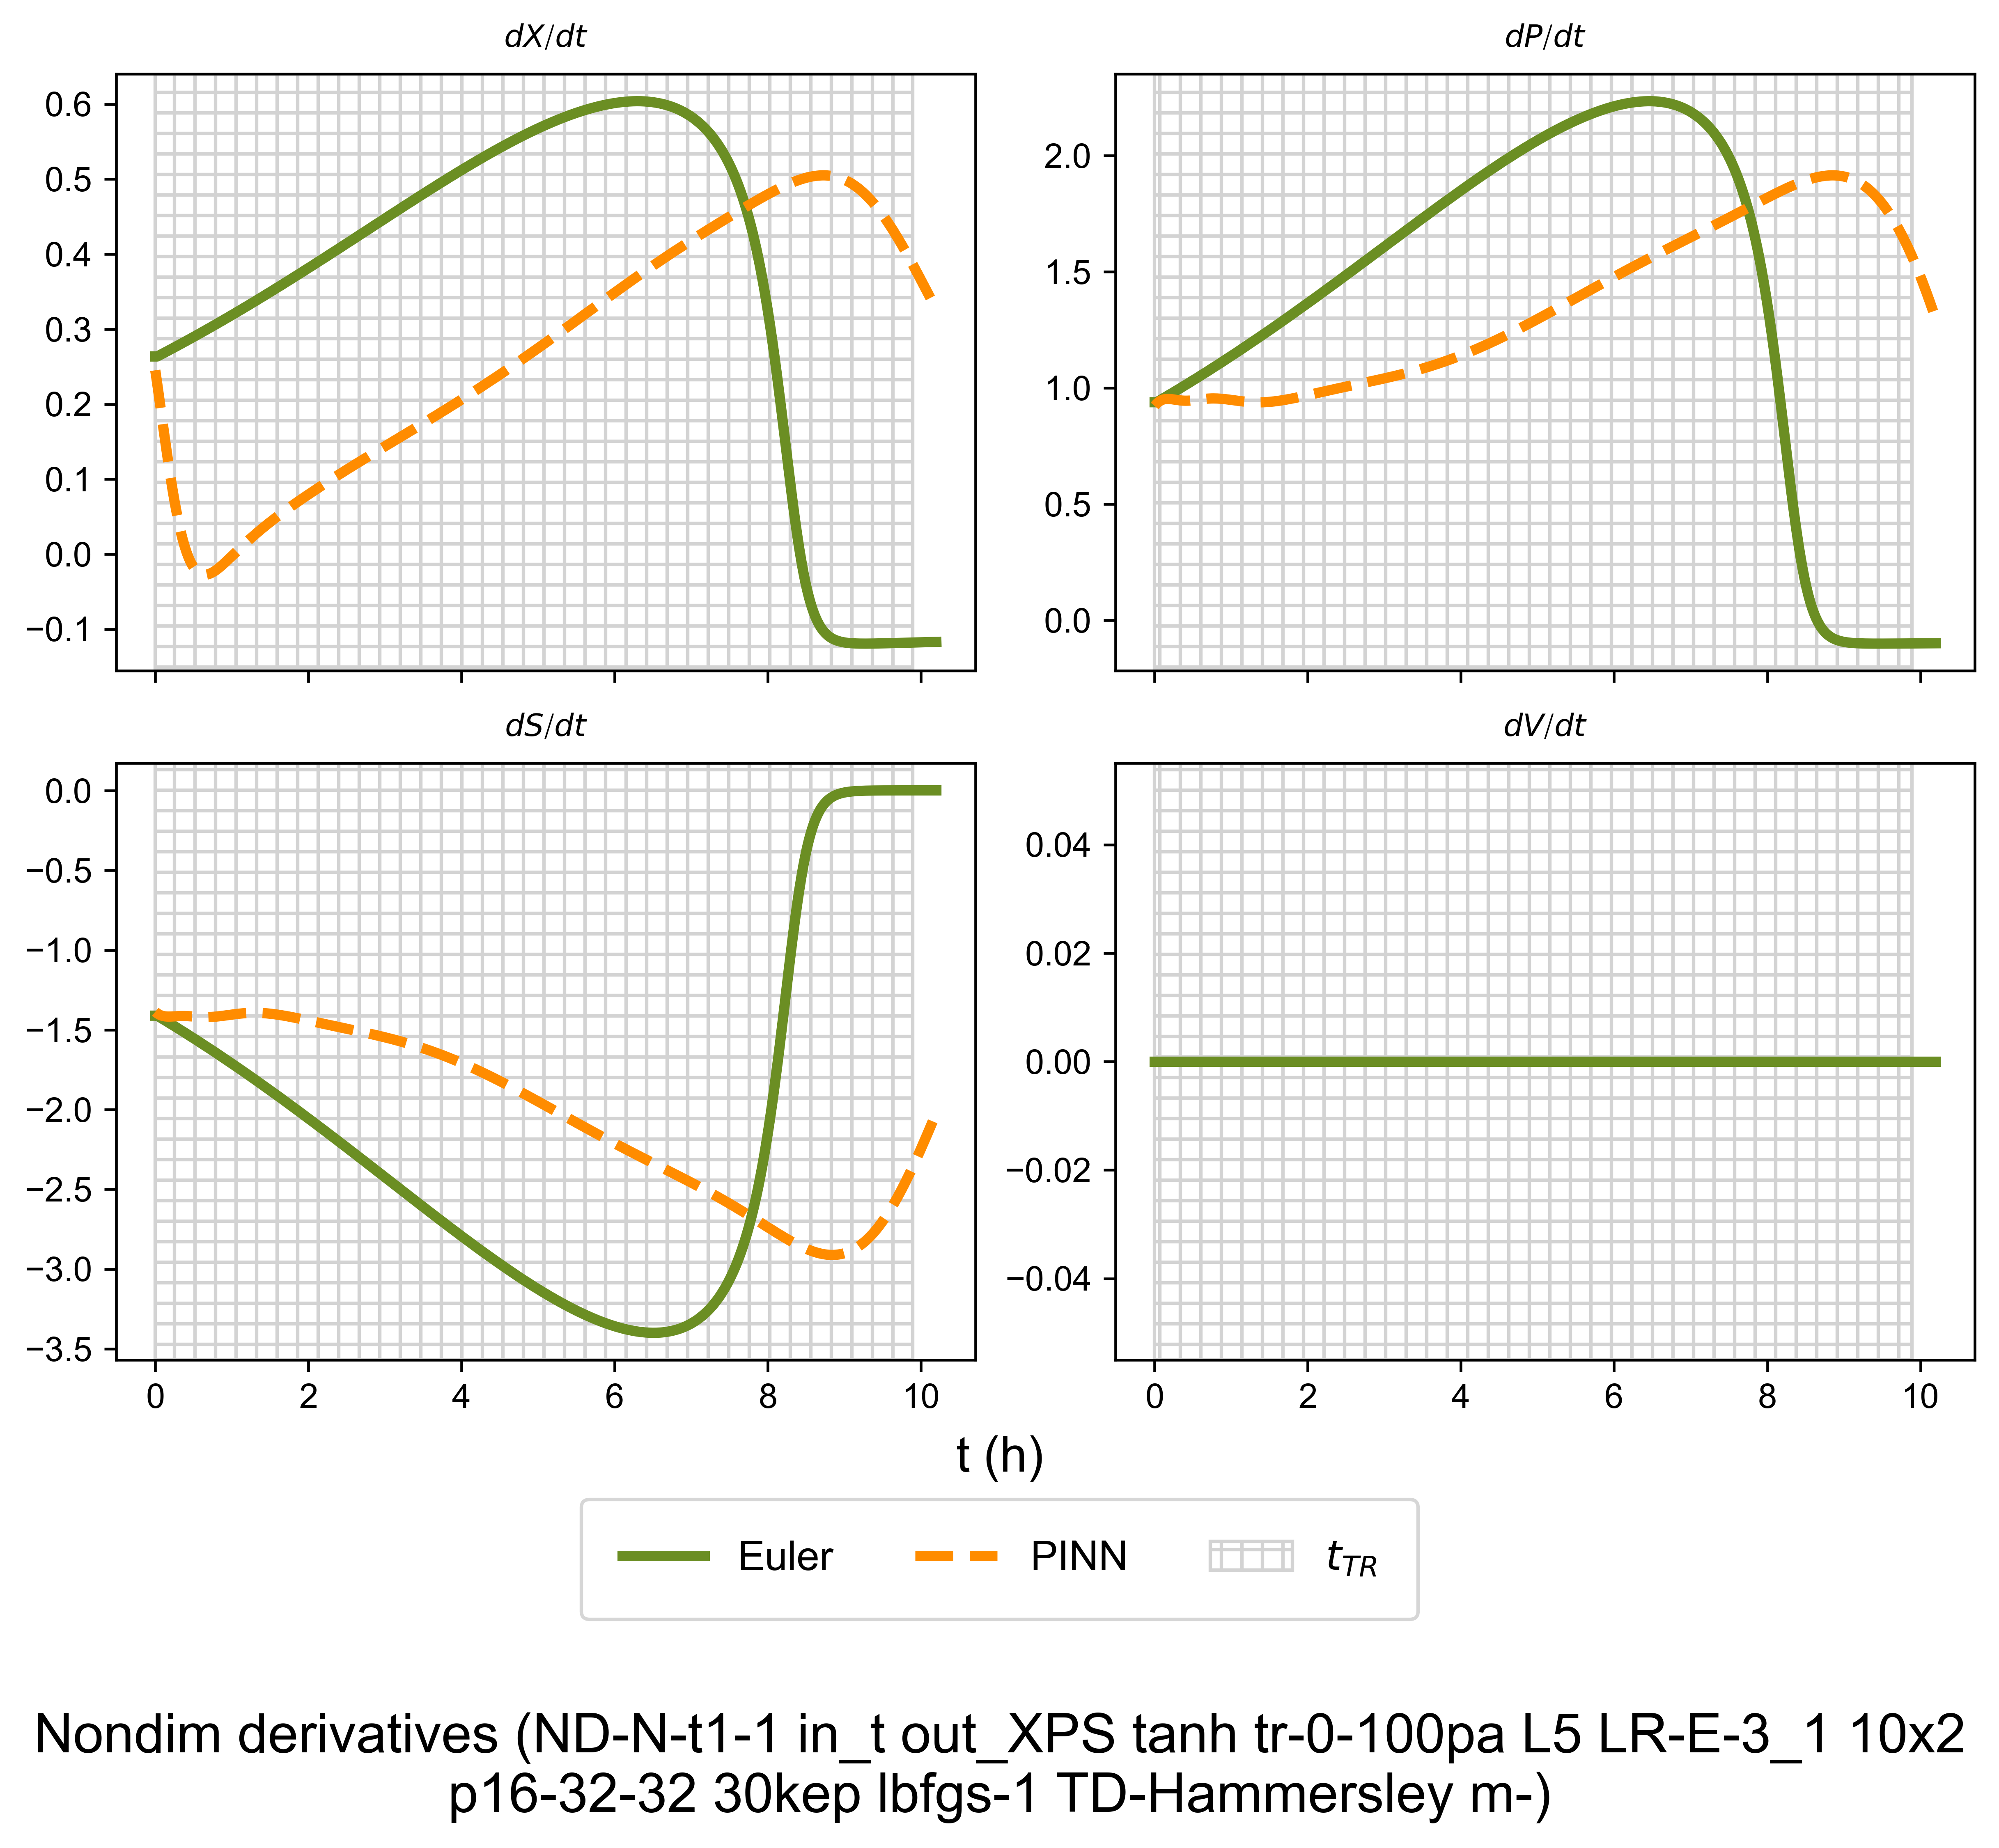 dX/dt
dP/dt
0.6
0.5
0.4
0.3
0.2
0.1
0.0
−0.1
2.0
1.5
1.0
0.5
0.0
dS/dt
dV/dt
0.0
−0.5
−1.0
−1.5
−2.0
−2.5
−3.0
−3.5
0.04
0.02
0.00
−0.02
−0.04
0 2 4 6 8 10
0 2 4 6 8 10
t (h)
Euler PINN t_TR
Nondim derivatives (ND-N-t1-1 in_t out_XPS tanh tr-0-100pa L5 LR-E-3_1 10x2
p16-32-32 30kep lbfgs-1 TD-Hammersley m-)